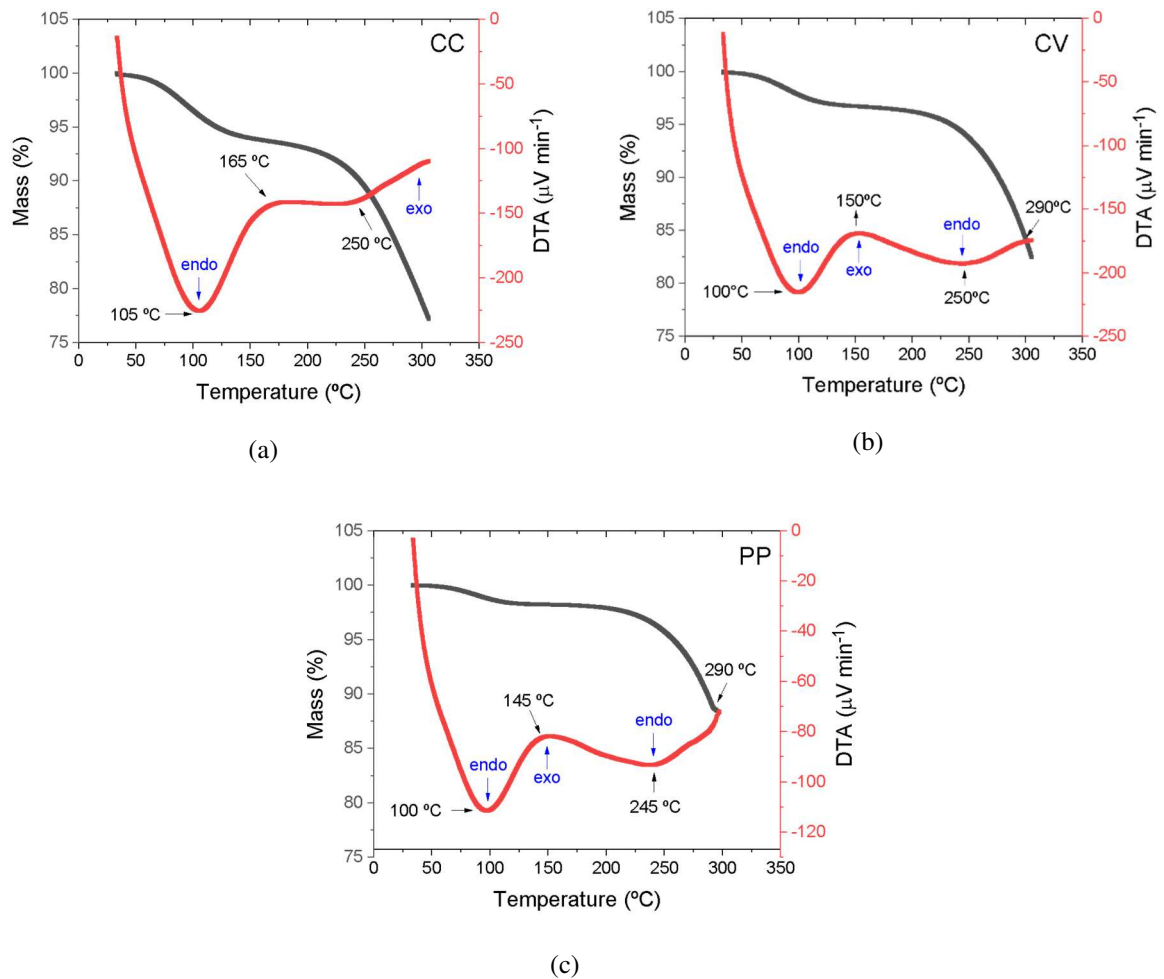 CC
105
100
95
90
85
80
75
Mass (%)
0
-50
-100
-150
-200
-250
DTA (µV min⁻¹)
165 ºC
exo
250 ºC
endo
105 ºC
0 50 100 150 200 250 300 350
Temperature (ºC)
(a)
CV
105
100
95
90
85
80
75
Mass (%)
0
-50
-100
-150
-200
-250
DTA (µV min⁻¹)
150ºC
290ºC
endo
endo
exo
100°C
250ºC
0 50 100 150 200 250 300 350
Temperature (ºC)
(b)
PP
105
100
95
90
85
80
75
Mass (%)
0
-20
-40
-60
-80
-100
-120
DTA (µV min⁻¹)
290 ºC
145 ºC
endo
endo
exo
100 ºC
245 ºC
0 50 100 150 200 250 300 350
Temperature (ºC)
(c)